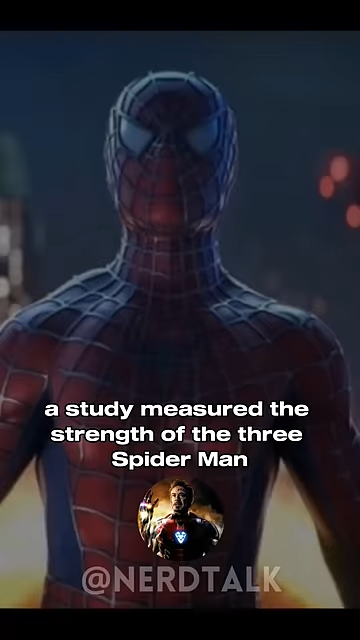 a study measured the
strength of the three
Spider Man
@NERDTALK